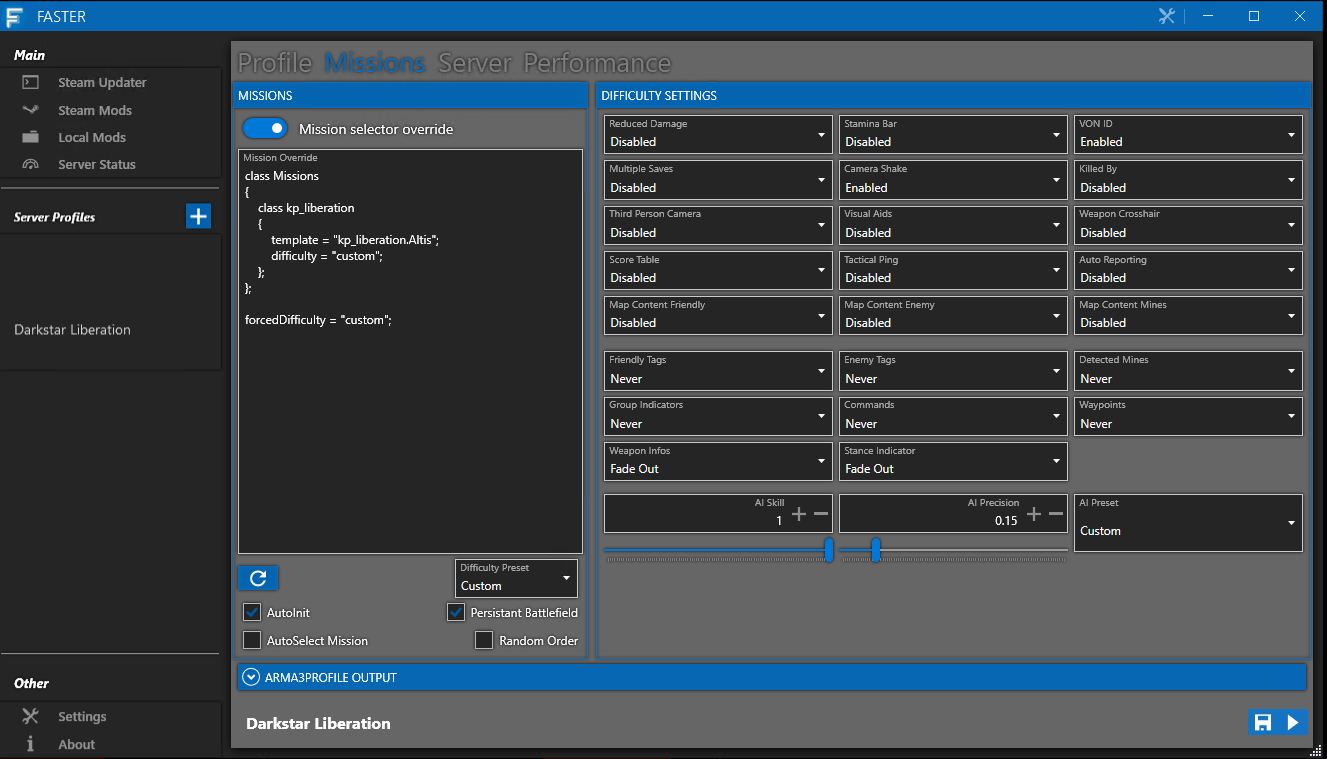 FASTER
Main
Steam Updater
Steam Mods
Local Mods
Server Status
Server Profiles
Darkstar Liberation
Other
Settings
About
Profile Missions Server Performance
MISSIONS
Mission selector override
Mission Override
class Missions
{
class kp_liberation
{
template = "kp_liberation.Altis";
difficulty = "custom";
};
};
forcedDifficulty = "custom";
Difficulty Preset
Custom
AutoInit
Persistant Battlefield
AutoSelect Mission
Random Order
DIFFICULTY SETTINGS
Reduced Damage
Disabled
Stamina Bar
Disabled
VON ID
Enabled
Multiple Saves
Disabled
Camera Shake
Enabled
Killed By
Disabled
Third Person Camera
Disabled
Visual Aids
Disabled
Weapon Crosshair
Disabled
Score Table
Disabled
Tactical Ping
Disabled
Auto Reporting
Disabled
Map Content Friendly
Disabled
Map Content Enemy
Disabled
Map Content Mines
Disabled
Friendly Tags
Never
Enemy Tags
Never
Detected Mines
Never
Group Indicators
Never
Commands
Never
Waypoints
Never
Weapon Infos
Fade Out
Stance Indicator
Fade Out
AI Skill
1
AI Precision
0.15
AI Preset
Custom
ARMA3PROFILE OUTPUT
Darkstar Liberation